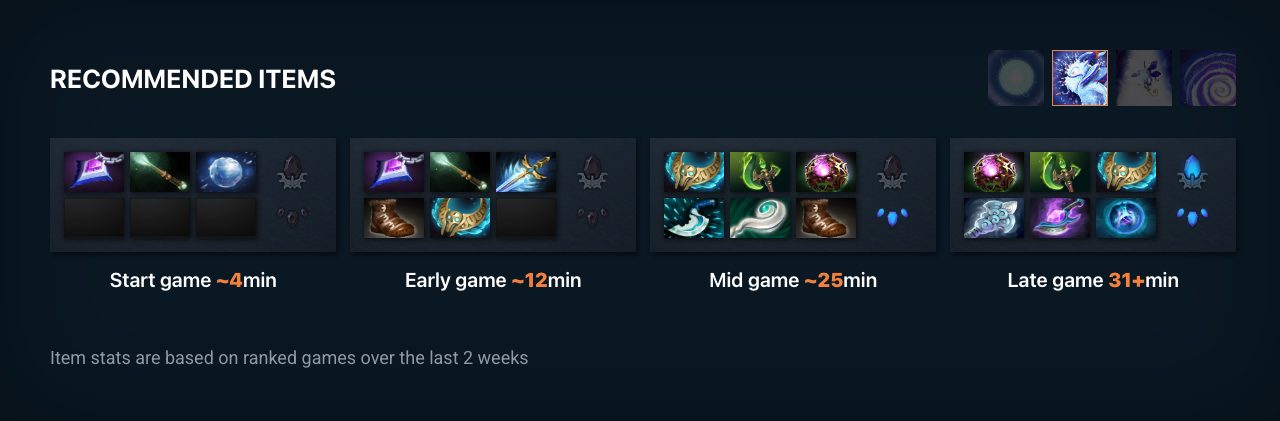 RECOMMENDED ITEMS
Start game ~4min
Early game ~12min
Mid game ~25min
Late game 31+min
Item stats are based on ranked games over the last 2 weeks